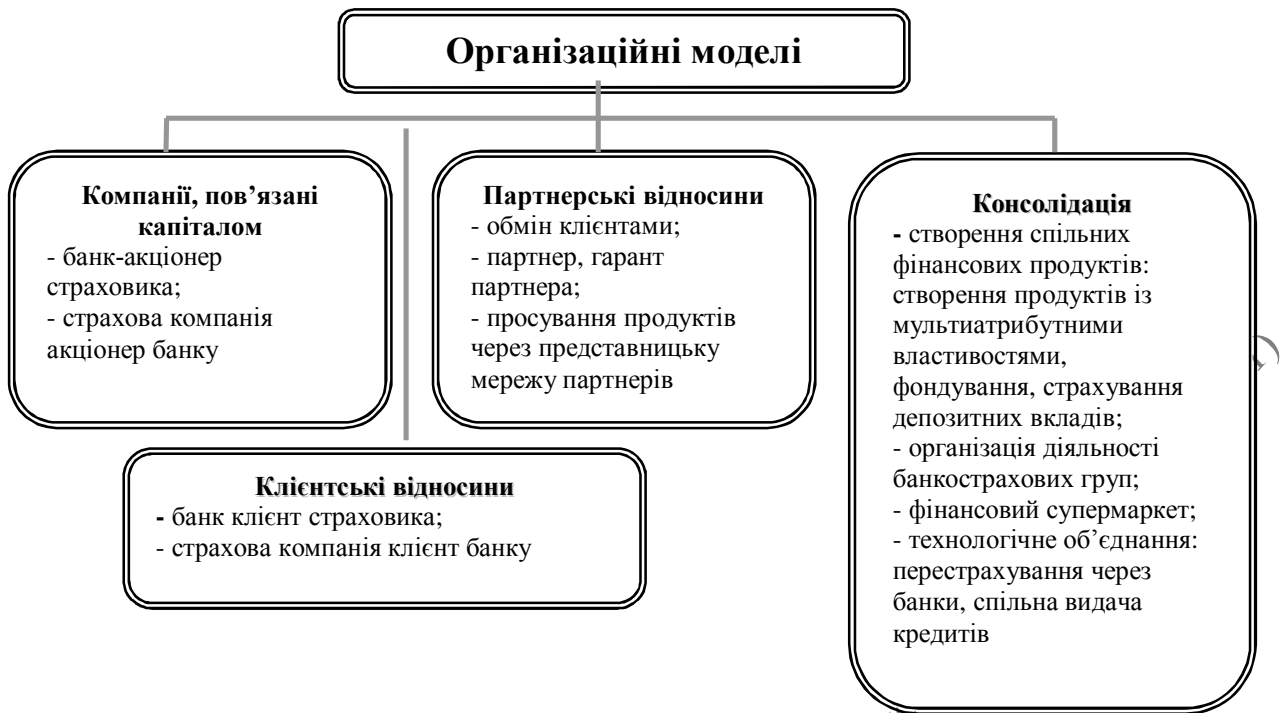 Організаційні моделі
Компанії, пов’язані
капіталом
- банк-акціонер
страховика;
- страхова компанія
акціонер банку
Партнерські відносини
- обмін клієнтами;
- партнер, гарант
партнера;
- просування продуктів
через представницьку
мережу партнерів
Консолідація
- створення спільних
фінансових продуктів:
створення продуктів із
мультиатрибутними
властивостями,
фондування, страхування
депозитних вкладів;
- організація діяльності
банкострахових груп;
- фінансовий супермаркет;
- технологічне об’єднання:
перестрахування через
банки, спільна видача
кредитів
Клієнтські відносини
- банк клієнт страховика;
- страхова компанія клієнт банку